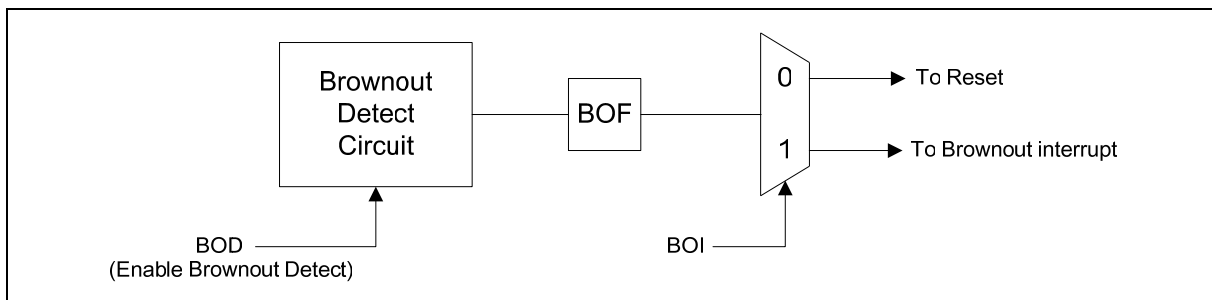 Brownout
Detect
Circuit
BOF
0
To Reset
1
To Brownout interrupt
BOD
(Enable Brownout Detect)
BOI